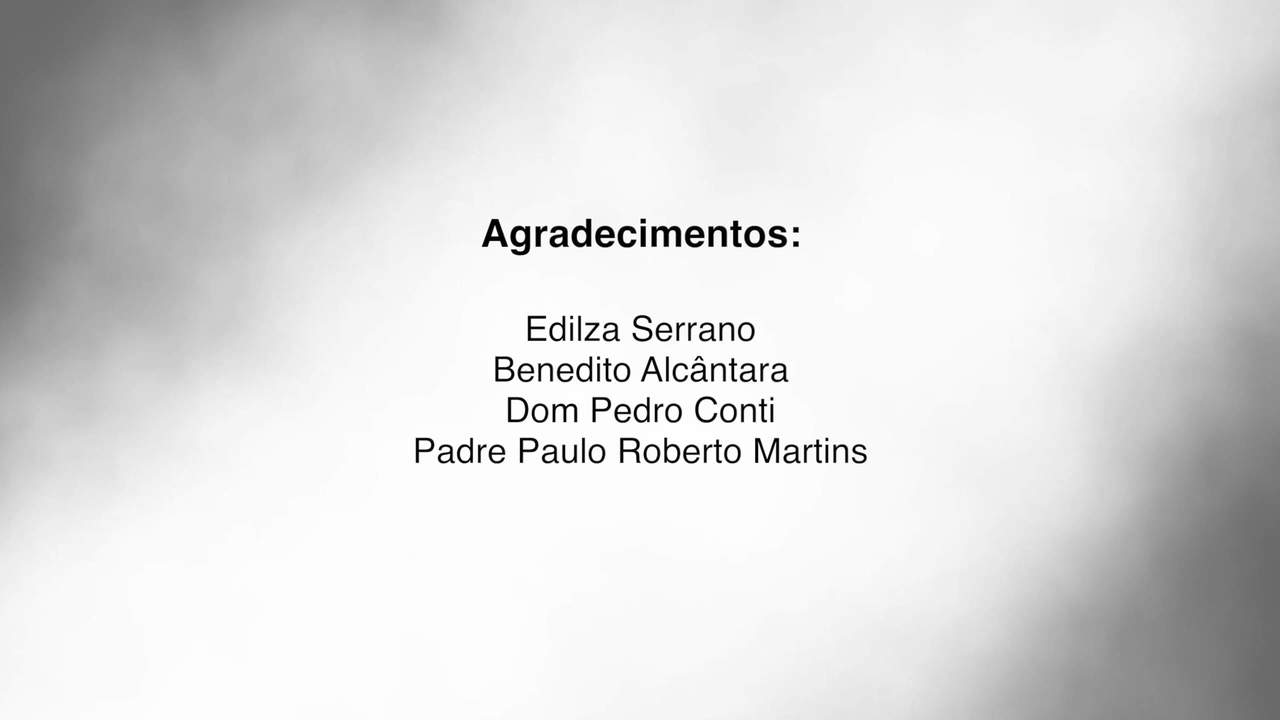 Agradecimentos:
Edilza Serrano
Benedito Alcântara
Dom Pedro Conti
Padre Paulo Roberto Martins